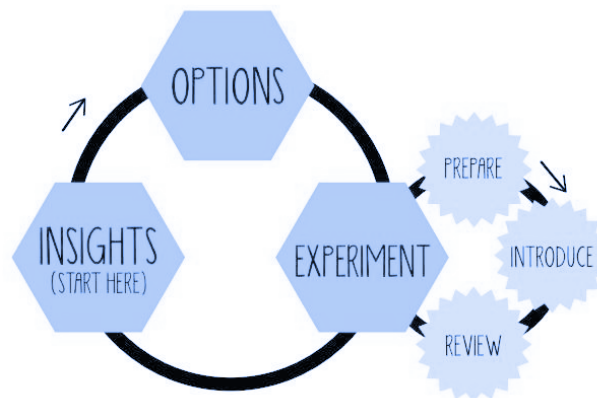 OPTIONS
INSIGHTS
(START HERE)
EXPERIMENT
PREPARE
INTRODUCE
REVIEW